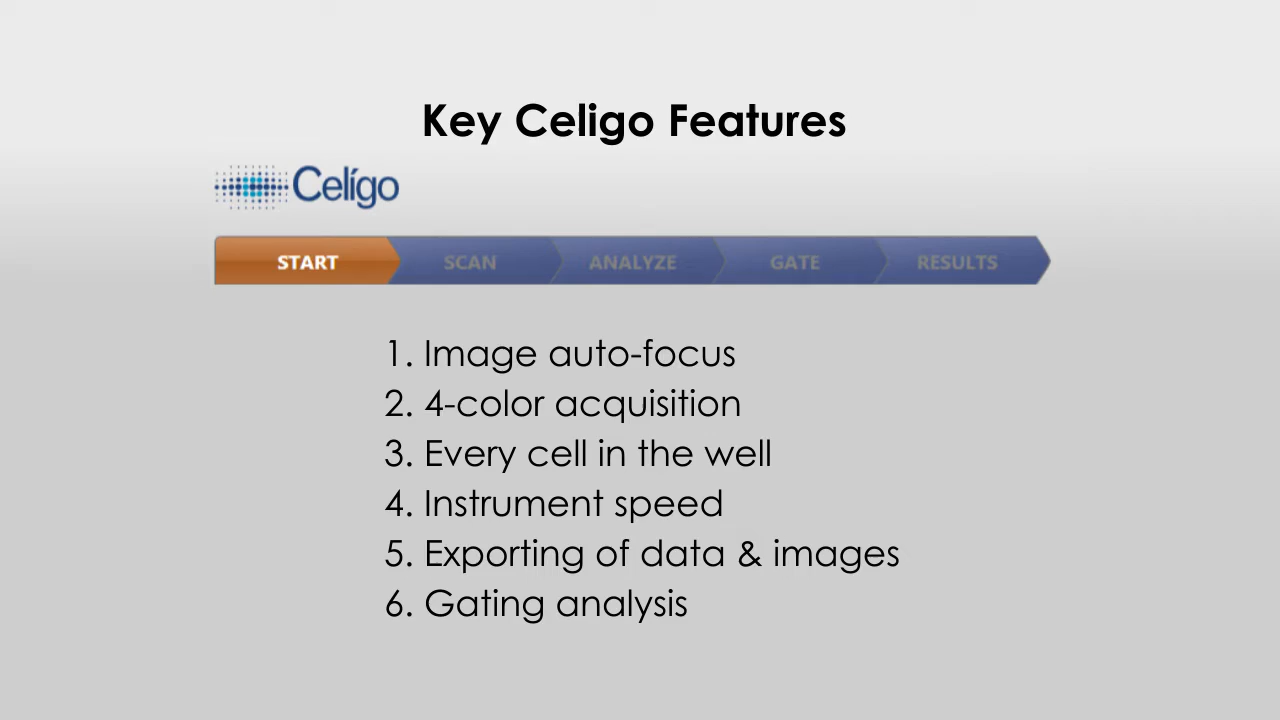 Key Celigo Features
Celígo
START SCAN ANALYZE GATE RESULTS
1. Image auto-focus
2. 4-color acquisition
3. Every cell in the well
4. Instrument speed
5. Exporting of data & images
6. Gating analysis